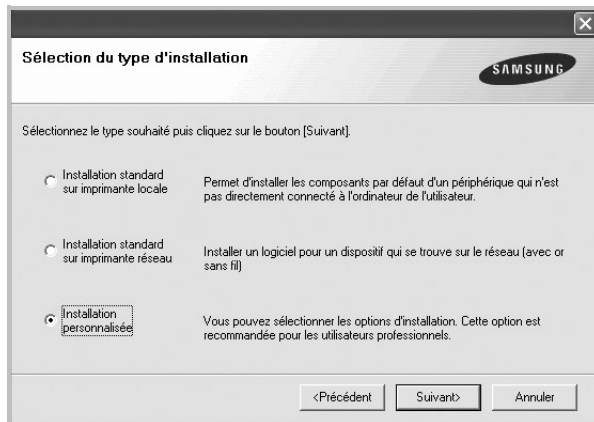 Sélection du type d'installation
SAMSUNG
Sélectionnez le type souhaité puis cliquez sur le bouton [Suivant].
Installation standard
sur imprimante locale
Permet d'installer les composants par défaut d'un périphérique qui n'est
pas directement connecté à l'ordinateur de l'utilisateur.
Installation standard
sur imprimante réseau
Installer un logiciel pour un dispositif qui se trouve sur le réseau (avec or
sans fil)
Installation
personnalisée
Vous pouvez sélectionner les options d'installation. Cette option est
recommandée pour les utilisateurs professionnels.
<Précédent
Suivant>
Annuler